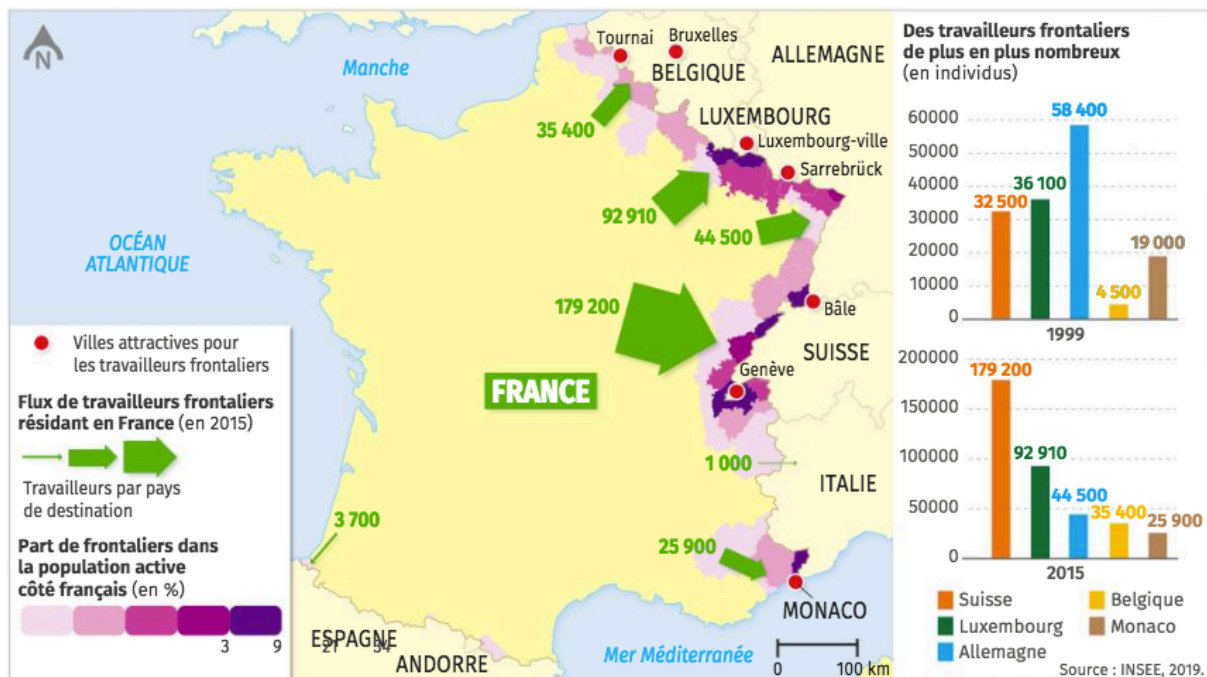 N
Manche
OCÉAN
ATLANTIQUE
Tournai
Bruxelles
BELGIQUE
ALLEMAGNE
35 400
LUXEMBOURG
Luxembourg-ville
Sarrebrück
92 910
44 500
179 200
Bâle
SUISSE
Genève
FRANCE
1 000
ITALIE
3 700
25 900
MONACO
ESPAGNE
ANDORRE
Mer Méditerranée
0 100 km
Villes attractives pour
les travailleurs frontaliers
Flux de travailleurs frontaliers
résidant en France (en 2015)
Travailleurs par pays
de destination
Part de frontaliers dans
la population active
côté français (en %)
3 9 21 34
Des travailleurs frontaliers
de plus en plus nombreux
(en individus)
60000
50000
40000
30000
20000
10000
0
32 500
36 100
58 400
4 500
19 000
1999
200000
150000
100000
50000
0
179 200
92 910
44 500
35 400
25 900
2015
Suisse
Luxembourg
Allemagne
Belgique
Monaco
Source : INSEE, 2019.